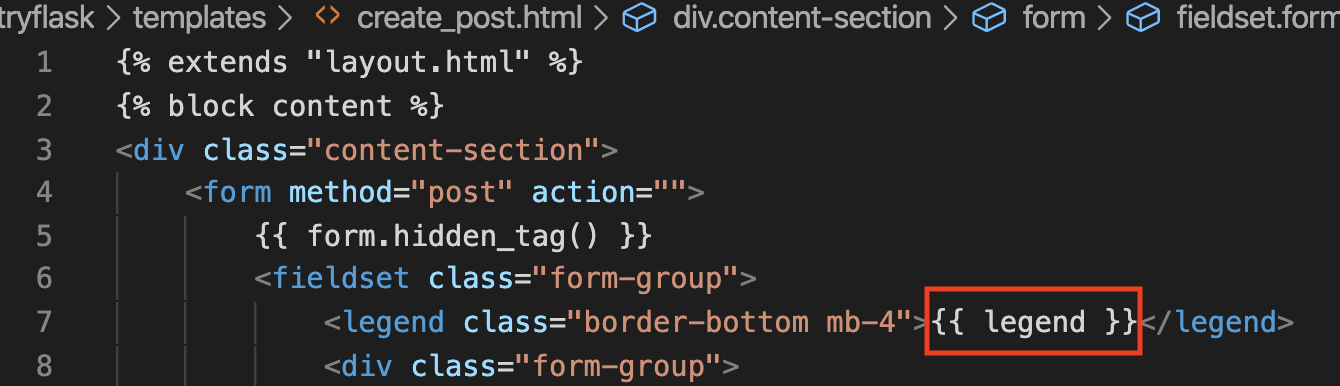 tryflask > templates > <> create_post.html > div.content-section > form > fieldset.form
1 {% extends "layout.html" %}
2 {% block content %}
3 <div class="content-section">
4 <form method="post" action="">
5 {{ form.hidden_tag() }}
6 <fieldset class="form-group">
7 <legend class="border-bottom mb-4">{{ legend }}</legend>
8 <div class="form-group">